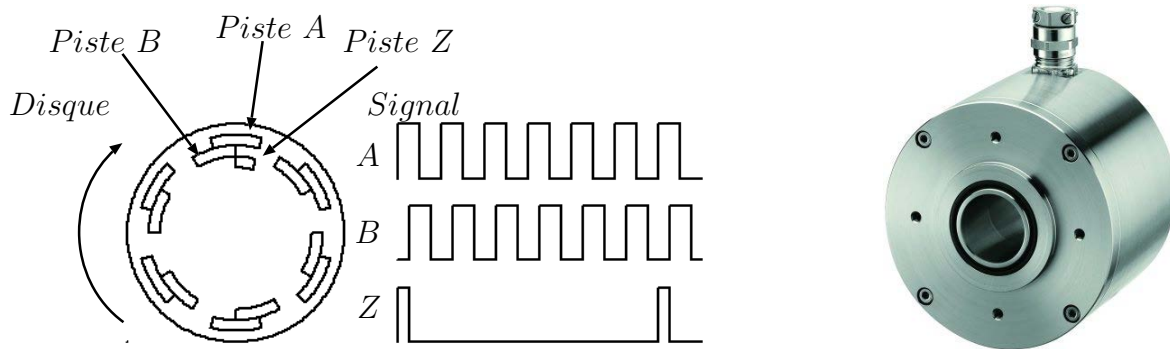 Piste A
Piste B
Piste Z
Disque
Signal
A
B
Z